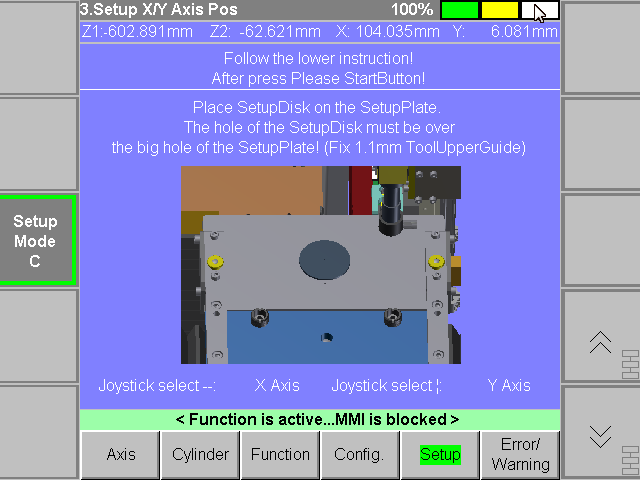 3.Setup X/Y Axis Pos 100%
Z1:-602.891mm Z2: -62.621mm X: 104.035mm Y: 6.081mm
Follow the lower instruction!
After press Please StartButton!
Place SetupDisk on the SetupPlate.
The hole of the SetupDisk must be over
the big hole of the SetupPlate! (Fix 1.1mm ToolUpperGuide)
Setup
Mode
C
Joystick select --: X Axis Joystick select ¦: Y Axis
< Function is active...MMI is blocked >
Axis Cylinder Function Config. Setup Error/
Warning